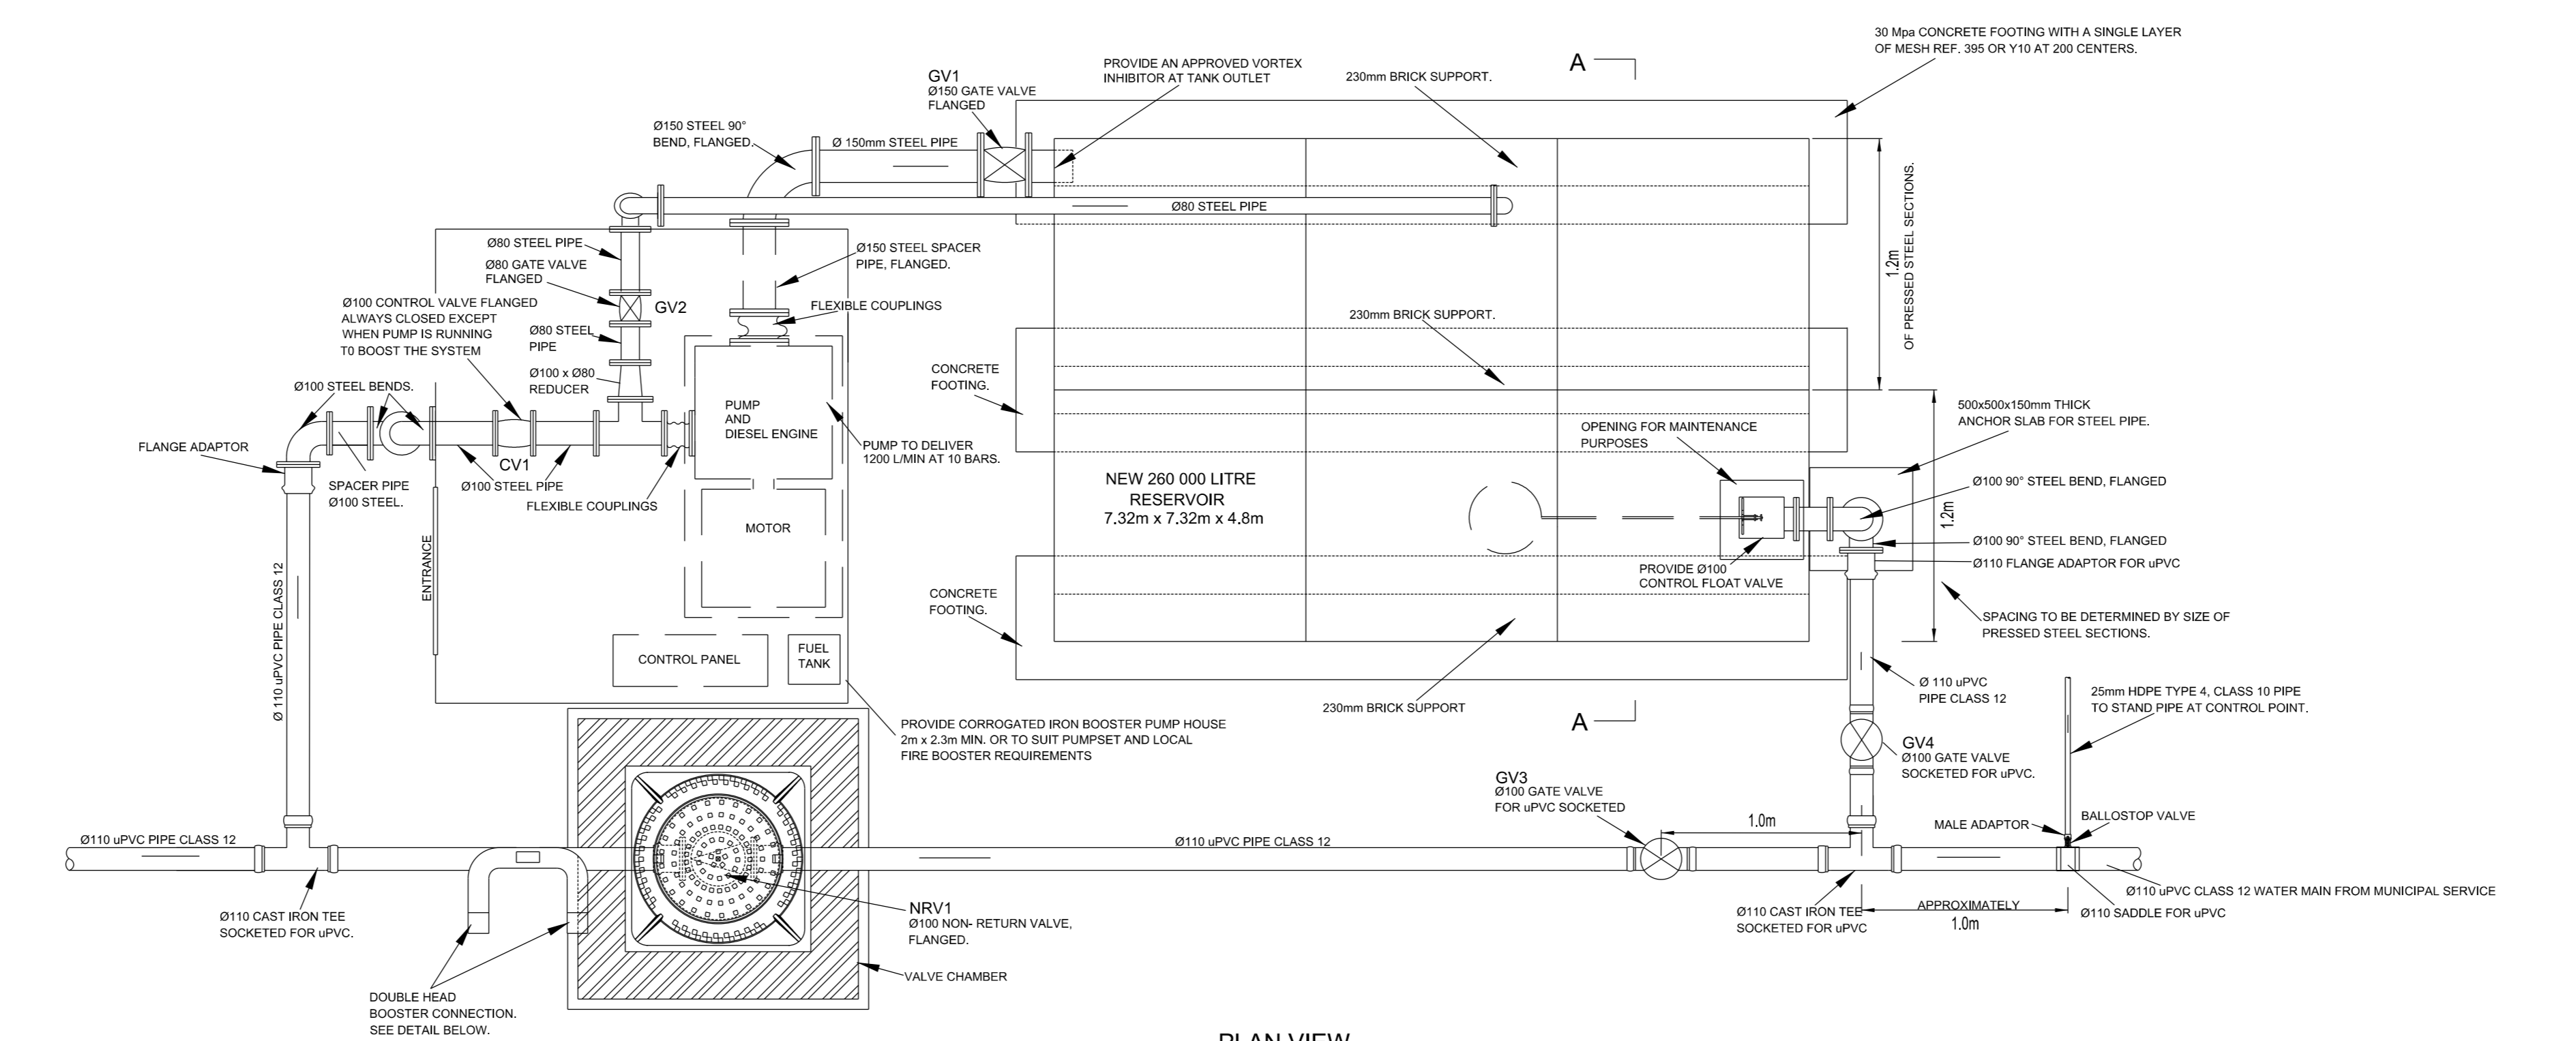 30 Mpa CONCRETE FOOTING WITH A SINGLE LAYER
OF MESH REF. 395 OR Y10 AT 200 CENTERS.
A
PROVIDE AN APPROVED VORTEX
INHIBITOR AT TANK OUTLET
230mm BRICK SUPPORT.
GV1
Ø150 GATE VALVE
FLANGED
Ø150 STEEL 90°
BEND, FLANGED.
Ø 150mm STEEL PIPE
Ø80 STEEL PIPE
1.2m
OF PRESSED STEEL SECTIONS.
Ø80 STEEL PIPE
Ø80 GATE VALVE
FLANGED
GV2
Ø150 STEEL SPACER
PIPE, FLANGED.
FLEXIBLE COUPLINGS
Ø100 CONTROL VALVE FLANGED
ALWAYS CLOSED EXCEPT
WHEN PUMP IS RUNNING
T0 BOOST THE SYSTEM
Ø80 STEEL
PIPE
Ø100 x Ø80
REDUCER
230mm BRICK SUPPORT.
CONCRETE
FOOTING.
Ø100 STEEL BENDS.
PUMP
AND
DIESEL ENGINE
500x500x150mm THICK
ANCHOR SLAB FOR STEEL PIPE.
FLANGE ADAPTOR
PUMP TO DELIVER
1200 L/MIN AT 10 BARS.
OPENING FOR MAINTENANCE
PURPOSES
CV1
SPACER PIPE
Ø100 STEEL.
Ø100 STEEL PIPE
FLEXIBLE COUPLINGS
NEW 260 000 LITRE
RESERVOIR
7.32m x 7.32m x 4.8m
Ø100 90° STEEL BEND, FLANGED
1.2m
MOTOR
Ø100 90° STEEL BEND, FLANGED
Ø110 FLANGE ADAPTOR FOR uPVC
PROVIDE Ø100
CONTROL FLOAT VALVE
ENTRANCE
Ø 110 uPVC PIPE CLASS 12
CONCRETE
FOOTING.
SPACING TO BE DETERMINED BY SIZE OF
PRESSED STEEL SECTIONS.
CONTROL PANEL
FUEL
TANK
Ø 110 uPVC
PIPE CLASS 12
25mm HDPE TYPE 4, CLASS 10 PIPE
TO STAND PIPE AT CONTROL POINT.
230mm BRICK SUPPORT
A
PROVIDE CORROGATED IRON BOOSTER PUMP HOUSE
2m x 2.3m MIN. OR TO SUIT PUMPSET AND LOCAL
FIRE BOOSTER REQUIREMENTS
GV4
Ø100 GATE VALVE
SOCKETED FOR uPVC.
GV3
Ø100 GATE VALVE
FOR uPVC SOCKETED
1.0m
MALE ADAPTOR
BALLOSTOP VALVE
Ø110 uPVC PIPE CLASS 12
Ø110 uPVC PIPE CLASS 12
Ø110 uPVC CLASS 12 WATER MAIN FROM MUNICIPAL SERVICE
NRV1
Ø100 NON- RETURN VALVE,
FLANGED.
Ø110 CAST IRON TEE
SOCKETED FOR uPVC.
Ø110 CAST IRON TEE
SOCKETED FOR uPVC
APPROXIMATELY
1.0m
Ø110 SADDLE FOR uPVC
VALVE CHAMBER
DOUBLE HEAD
BOOSTER CONNECTION.
SEE DETAIL BELOW.
PLAN VIEW